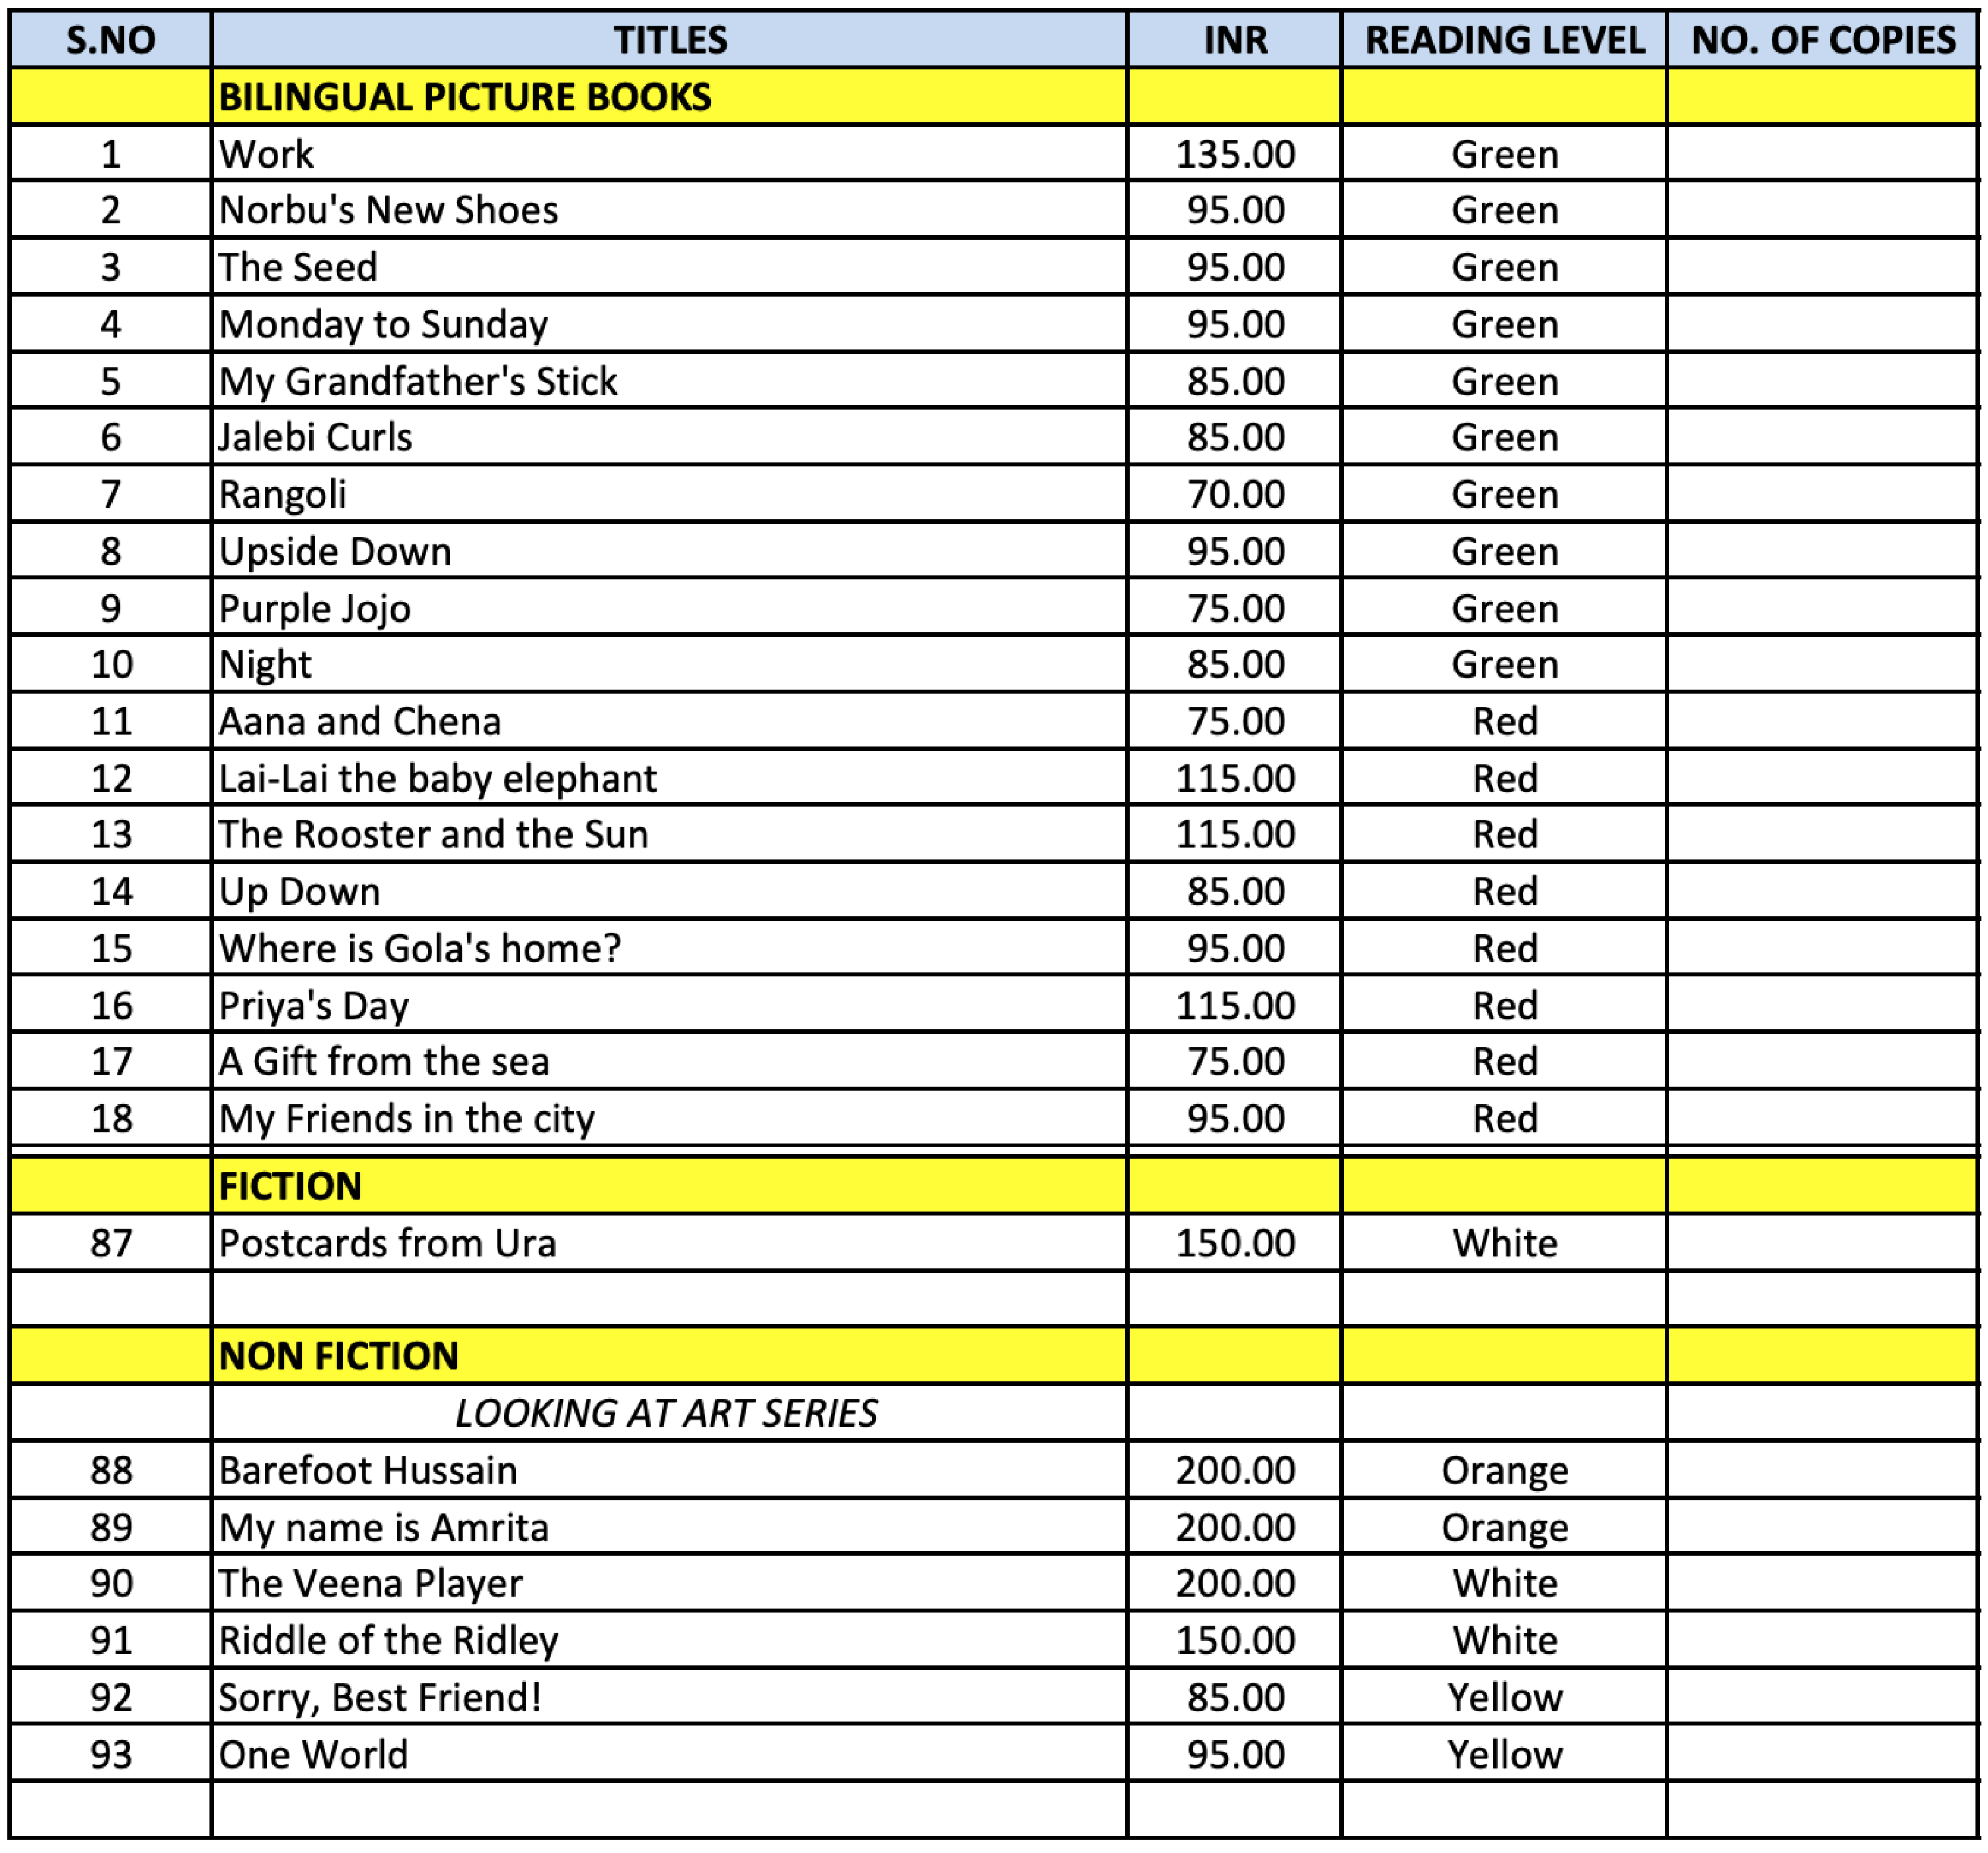 S.NO TITLES INR READING LEVEL NO. OF COPIES
BILINGUAL PICTURE BOOKS
1 Work 135.00 Green
2 Norbu's New Shoes 95.00 Green
3 The Seed 95.00 Green
4 Monday to Sunday 95.00 Green
5 My Grandfather's Stick 85.00 Green
6 Jalebi Curls 85.00 Green
7 Rangoli 70.00 Green
8 Upside Down 95.00 Green
9 Purple Jojo 75.00 Green
10 Night 85.00 Green
11 Aana and Chena 75.00 Red
12 Lai-Lai the baby elephant 115.00 Red
13 The Rooster and the Sun 115.00 Red
14 Up Down 85.00 Red
15 Where is Gola's home? 95.00 Red
16 Priya's Day 115.00 Red
17 A Gift from the sea 75.00 Red
18 My Friends in the city 95.00 Red
FICTION
87 Postcards from Ura 150.00 White
NON FICTION
LOOKING AT ART SERIES
88 Barefoot Hussain 200.00 Orange
89 My name is Amrita 200.00 Orange
90 The Veena Player 200.00 White
91 Riddle of the Ridley 150.00 White
92 Sorry, Best Friend! 85.00 Yellow
93 One World 95.00 Yellow